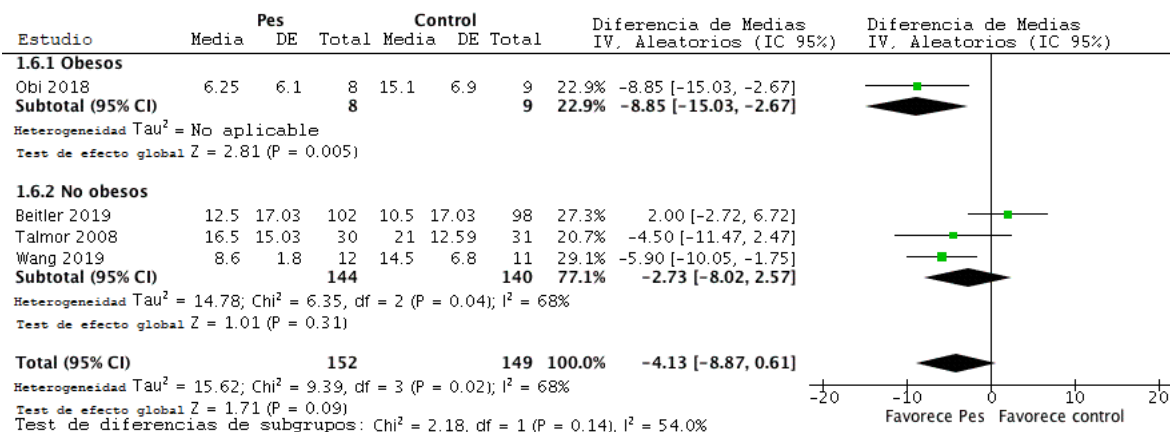 Pes Control Diferencia de Medias Diferencia de Medias
Estudio Media DE Total Media DE Total IV, Aleatorios (IC 95%) IV, Aleatorios (IC 95%)
1.6.1 Obesos
Obi 2018 6.25 6.1 8 15.1 6.9 9 22.9% -8.85 [-15.03, -2.67]
Subtotal (95% CI) 8 9 22.9% -8.85 [-15.03, -2.67]
Heterogeneidad Tau² = No aplicable
Test de efecto global Z = 2.81 (P = 0.005)
1.6.2 No obesos
Beitler 2019 12.5 17.03 102 10.5 17.03 98 27.3% 2.00 [-2.72, 6.72]
Talmor 2008 16.5 15.03 30 21 12.59 31 20.7% -4.50 [-11.47, 2.47]
Wang 2019 8.6 1.8 12 14.5 6.8 11 29.1% -5.90 [-10.05, -1.75]
Subtotal (95% CI) 144 140 77.1% -2.73 [-8.02, 2.57]
Heterogeneidad Tau² = 14.78; Chi² = 6.35, df = 2 (P = 0.04); I² = 68%
Test de efecto global Z = 1.01 (P = 0.31)
Total (95% CI) 152 149 100.0% -4.13 [-8.87, 0.61]
Heterogeneidad Tau² = 15.62; Chi² = 9.39, df = 3 (P = 0.02); I² = 68%
Test de efecto global Z = 1.71 (P = 0.09)
Test de diferencias de subgrupos: Chi² = 2.18, df = 1 (P = 0.14), I² = 54.0%
-20 -10 0 10 20
Favorece Pes Favorece control